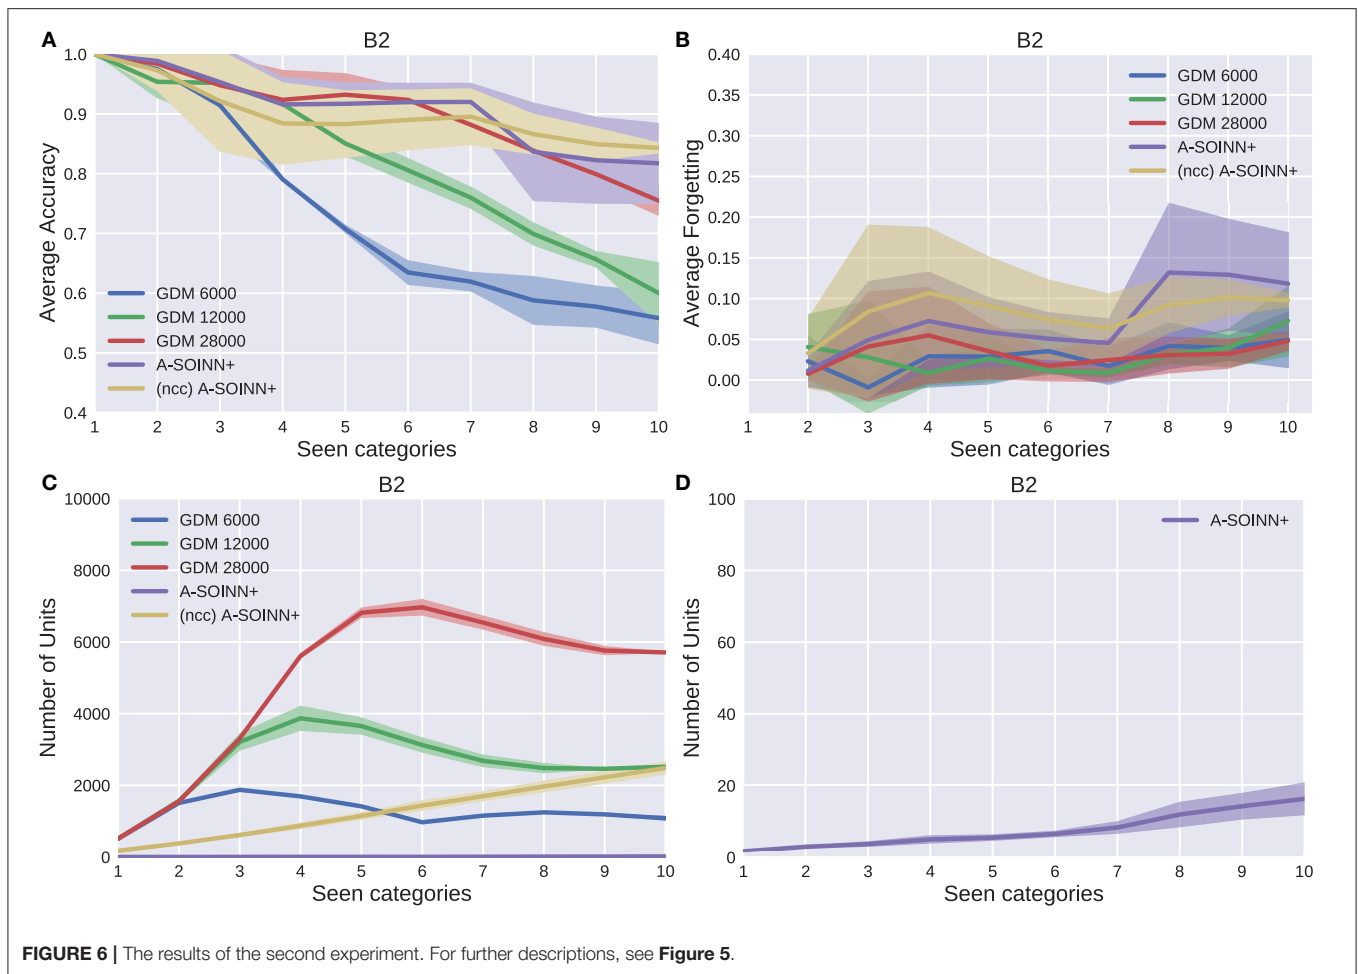 A
B2
1.0
0.9
0.8
0.7
0.6
0.5
0.4
Average Accuracy
GDM 6000
GDM 12000
GDM 28000
A-SOINN+
(ncc) A-SOINN+
1 2 3 4 5 6 7 8 9 10
Seen categories
B
B2
0.40
0.35
0.30
0.25
0.20
0.15
0.10
0.05
0.00
Average Forgetting
GDM 6000
GDM 12000
GDM 28000
A-SOINN+
(ncc) A-SOINN+
1 2 3 4 5 6 7 8 9 10
Seen categories
C
B2
10000
8000
6000
4000
2000
0
Number of Units
GDM 6000
GDM 12000
GDM 28000
A-SOINN+
(ncc) A-SOINN+
1 2 3 4 5 6 7 8 9 10
Seen categories
D
B2
100
80
60
40
20
0
Number of Units
A-SOINN+
1 2 3 4 5 6 7 8 9 10
Seen categories
FIGURE 6 | The results of the second experiment. For further descriptions, see Figure 5.